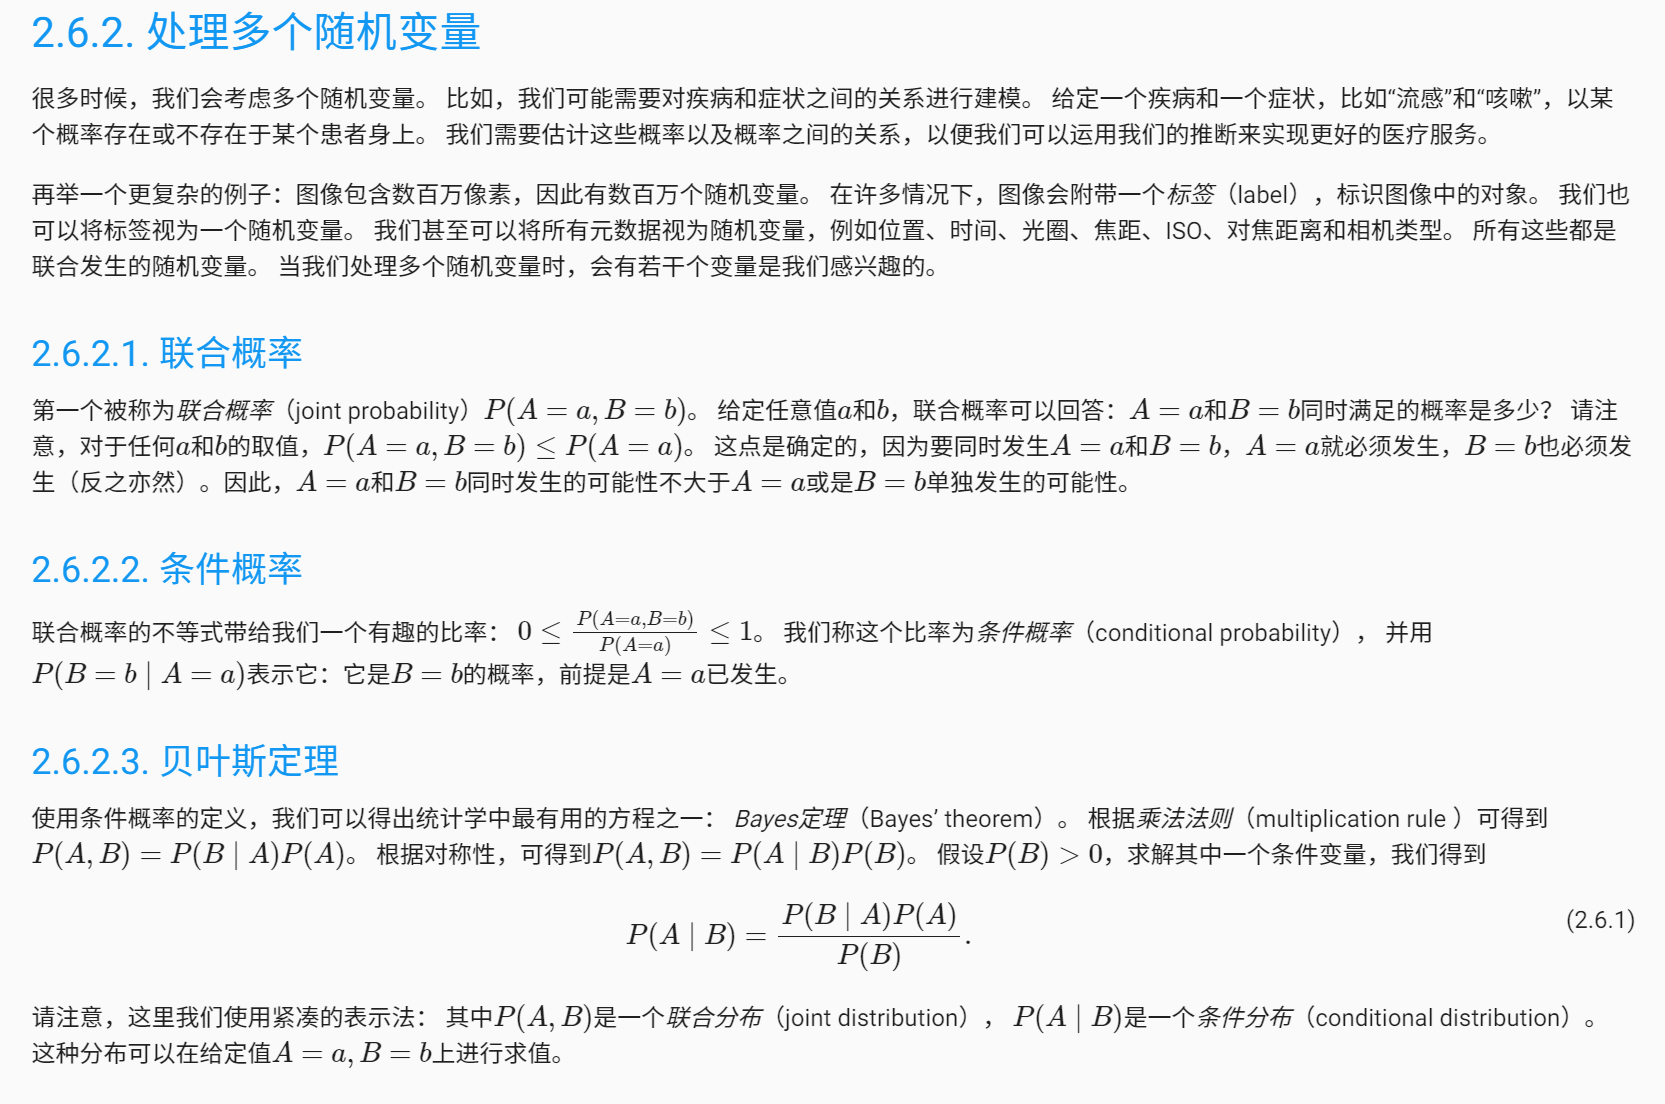 2.6.2. 处理多个随机变量
很多时候，我们会考虑多个随机变量。 比如，我们可能需要对疾病和症状之间的关系进行建模。 给定一个疾病和一个症状，比如“流感”和“咳嗽”，以某
个概率存在或不存在于某个患者身上。 我们需要估计这些概率以及概率之间的关系，以便我们可以运用我们的推断来实现更好的医疗服务。
再举一个更复杂的例子：图像包含数百万像素，因此有数百万个随机变量。 在许多情况下，图像会附带一个标签（label），标识图像中的对象。 我们也
可以将标签视为一个随机变量。 我们甚至可以将所有元数据视为随机变量，例如位置、时间、光圈、焦距、ISO、对焦距离和相机类型。 所有这些都是
联合发生的随机变量。 当我们处理多个随机变量时，会有若干个变量是我们感兴趣的。
2.6.2.1. 联合概率
第一个被称为联合概率（joint probability）P(A = a, B = b)。 给定任意值a和b，联合概率可以回答：A = a和B = b同时满足的概率是多少？ 请注
意，对于任何a和b的取值，P(A = a, B = b) ≤ P(A = a)。 这点是确定的，因为要同时发生A = a和B = b，A = a就必须发生，B = b也必须发
生（反之亦然）。因此，A = a和B = b同时发生的可能性不大于A = a或是B = b单独发生的可能性。
2.6.2.2. 条件概率
联合概率的不等式带给我们一个有趣的比率： 0 ≤ P(A=a,B=b)/P(A=a) ≤ 1。 我们称这个比率为条件概率（conditional probability）， 并用
P(B = b | A = a)表示它：它是B = b的概率，前提是A = a已发生。
2.6.2.3. 贝叶斯定理
使用条件概率的定义，我们可以得出统计学中最有用的方程之一： Bayes定理（Bayes’ theorem）。 根据乘法法则（multiplication rule ）可得到
P(A, B) = P(B | A)P(A)。 根据对称性，可得到P(A, B) = P(A | B)P(B)。 假设P(B) > 0，求解其中一个条件变量，我们得到
P(A | B) = P(B | A)P(A)/P(B). (2.6.1)
请注意，这里我们使用紧凑的表示法： 其中P(A, B)是一个联合分布（joint distribution）， P(A | B)是一个条件分布（conditional distribution）。
这种分布可以在给定值A = a, B = b上进行求值。